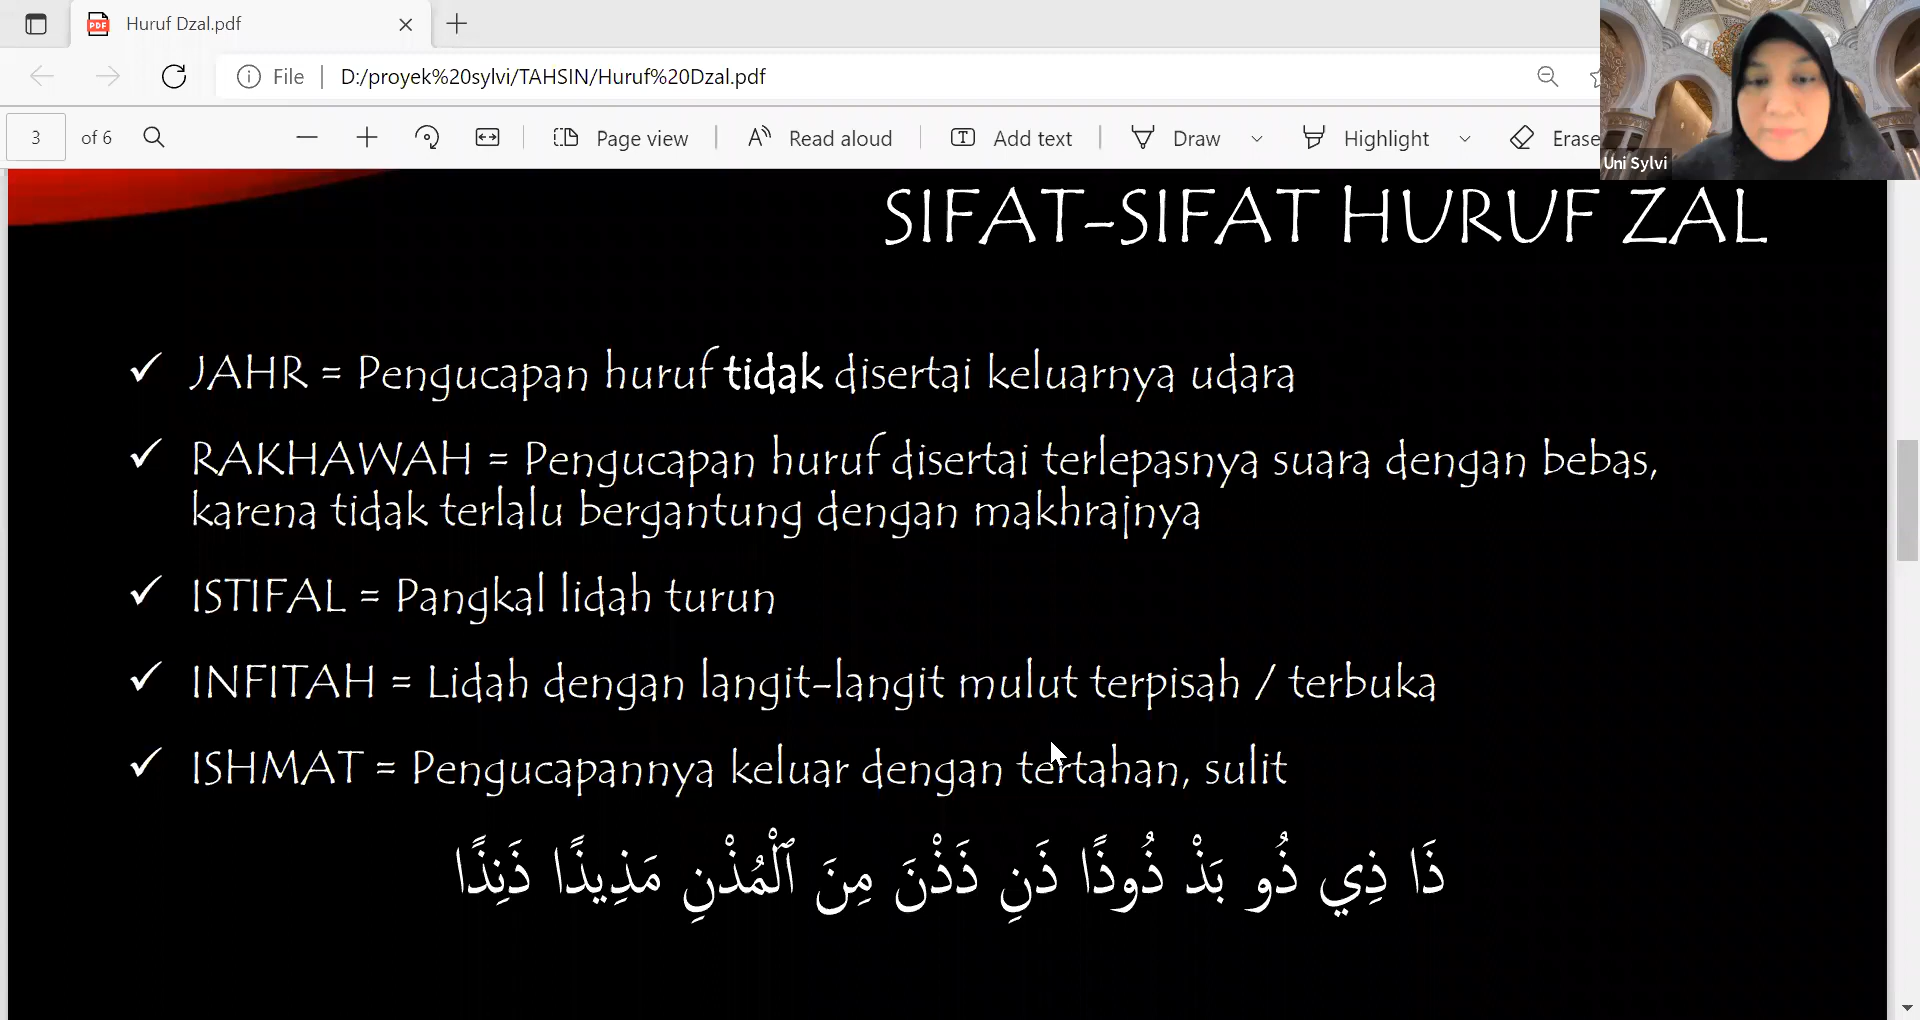 Huruf Dzal.pdf
File D:/proyek%20sylvi/TAHSIN/Huruf%20Dzal.pdf
3 of 6 Page view Read aloud Add text Draw Highlight Erase
Uni Sylvi
SIFAT-SIFAT HURUF ZAL
✓ JAHR = Pengucapan huruf tidak disertai keluarnya udara
✓ RAKHAWAH = Pengucapan huruf disertai terlepasnya suara dengan bebas,
karena tidak terlalu bergantung dengan makhrajnya
✓ ISTIFAL = Pangkal lidah turun
✓ INFITAH = Lidah dengan langit-langit mulut terpisah / terbuka
✓ ISHMAT = Pengucapannya keluar dengan tertahan, sulit
ذَا ذِي ذُو بَذْ ذُوذًا ذَنِ ذَذْنَ مِنَ ٱلْمُذْنِ مَذِيذًا ذَنِذًا